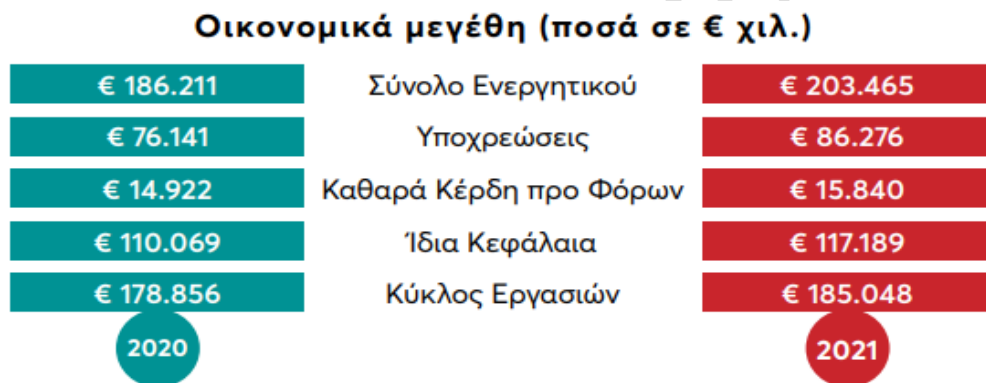 Οικονομικά μεγέθη (ποσά σε € χιλ.)
€ 186.211 Σύνολο Ενεργητικού € 203.465
€ 76.141 Υποχρεώσεις € 86.276
€ 14.922 Καθαρά Κέρδη προ Φόρων € 15.840
€ 110.069 Ίδια Κεφάλαια € 117.189
€ 178.856 Κύκλος Εργασιών € 185.048
2020 2021